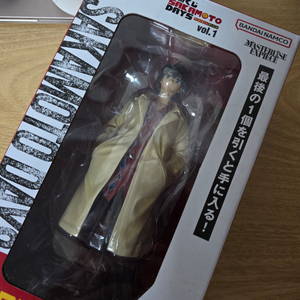 SAKAMOTO
DAYS
vol.1
BANDAI NAMCO
MASTERLISE
EXPIECE
最後の1個を引くと手に入る!
SAKAMOTO